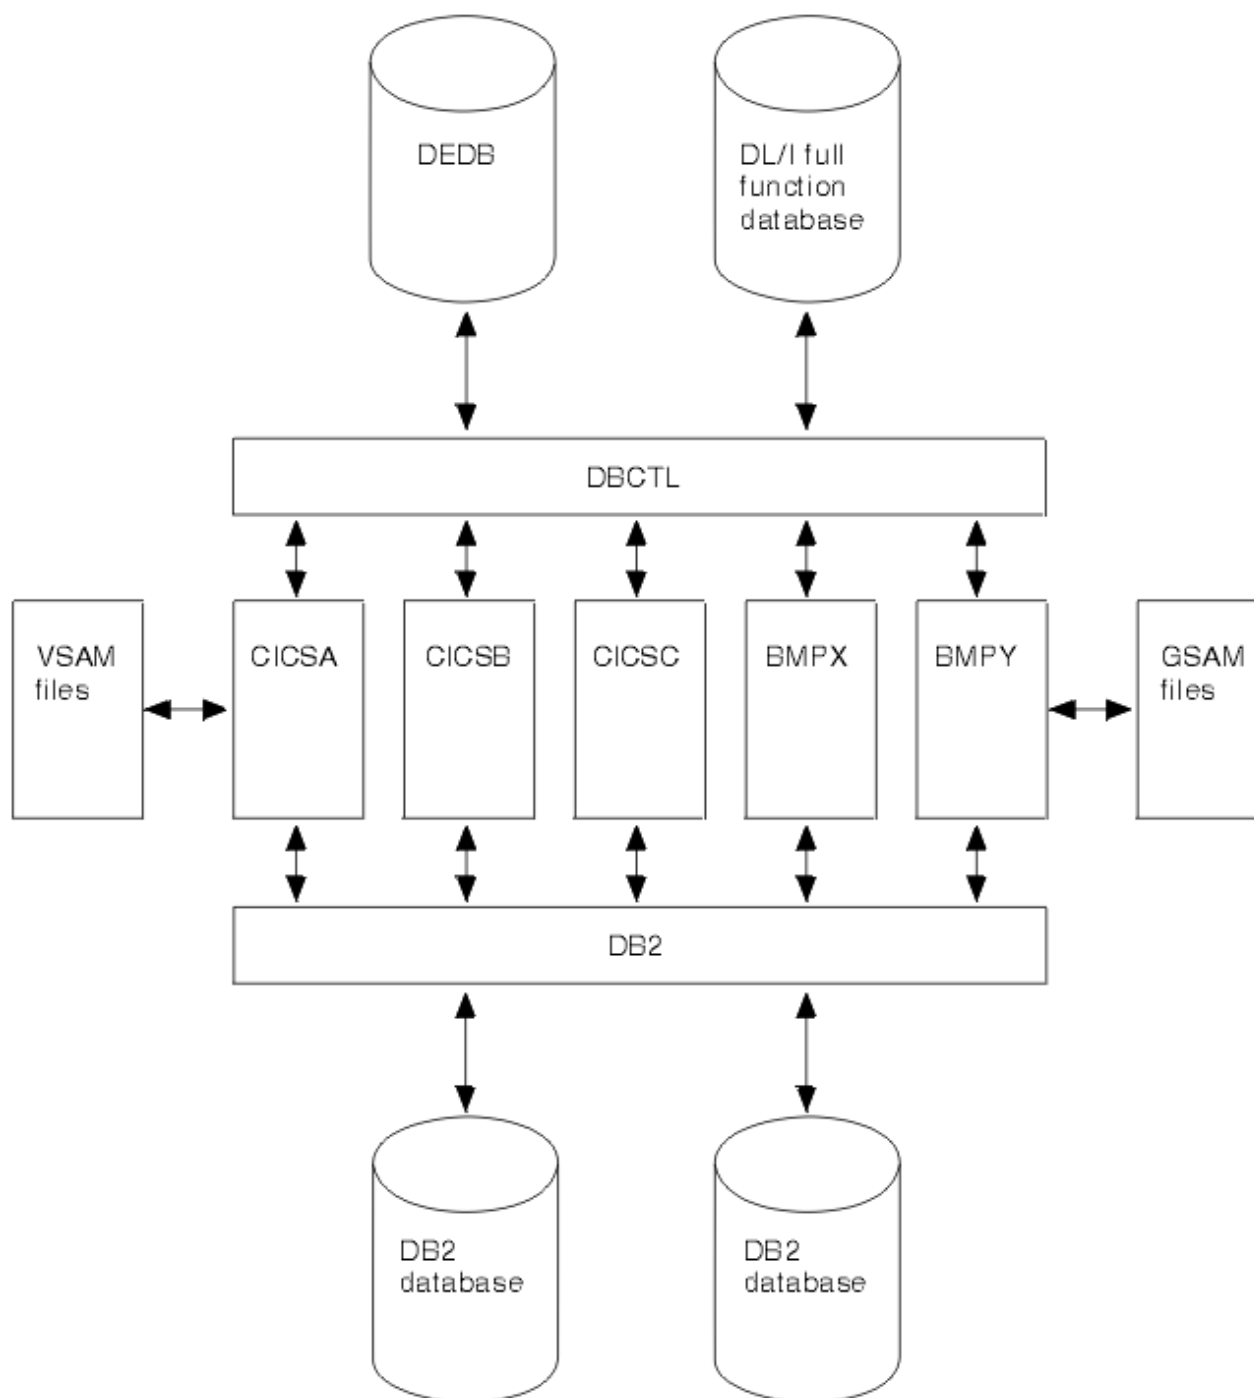 DEDB
DL/I full
function
database
DBCTL
VSAM
files
CICSA
CICSB
CICSC
BMPX
BMPY
GSAM
files
DB2
DB2
database
DB2
database